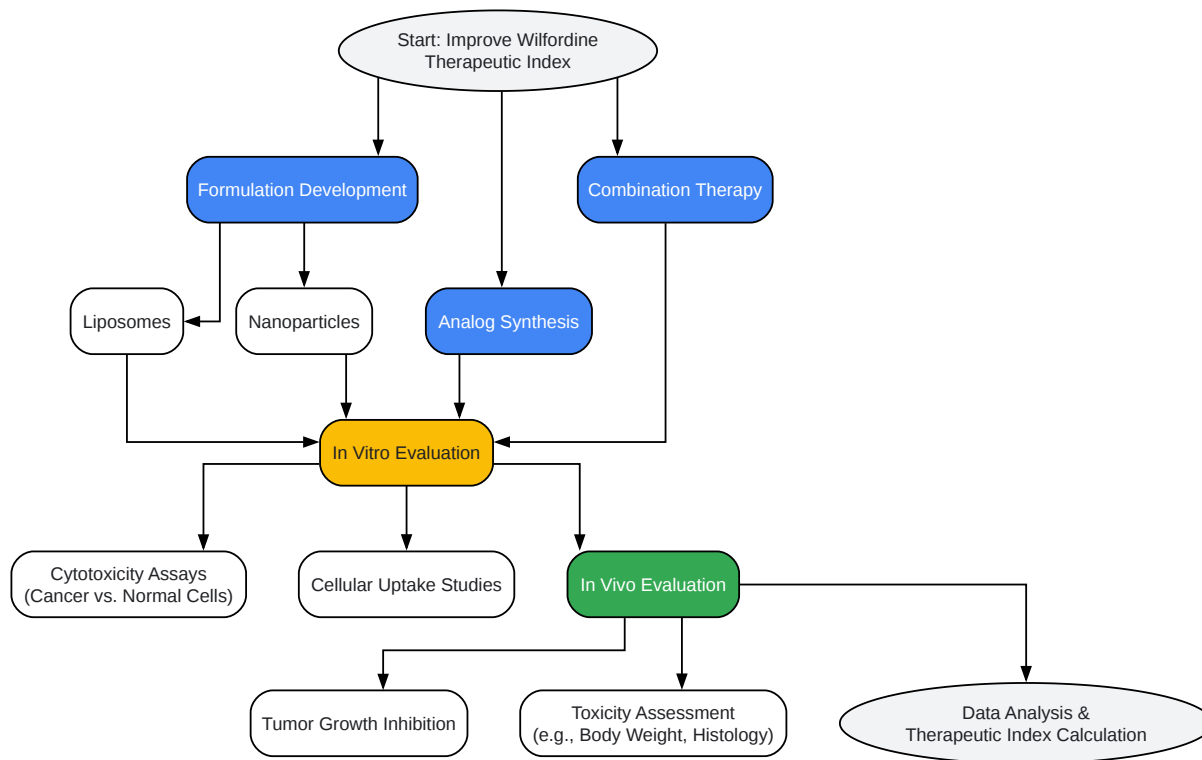 Start: Improve Wilfordine
Therapeutic Index
Formulation Development
Combination Therapy
Liposomes
Nanoparticles
Analog Synthesis
In Vitro Evaluation
Cytotoxicity Assays
(Cancer vs. Normal Cells)
Cellular Uptake Studies
In Vivo Evaluation
Tumor Growth Inhibition
Toxicity Assessment
(e.g., Body Weight, Histology)
Data Analysis &
Therapeutic Index Calculation